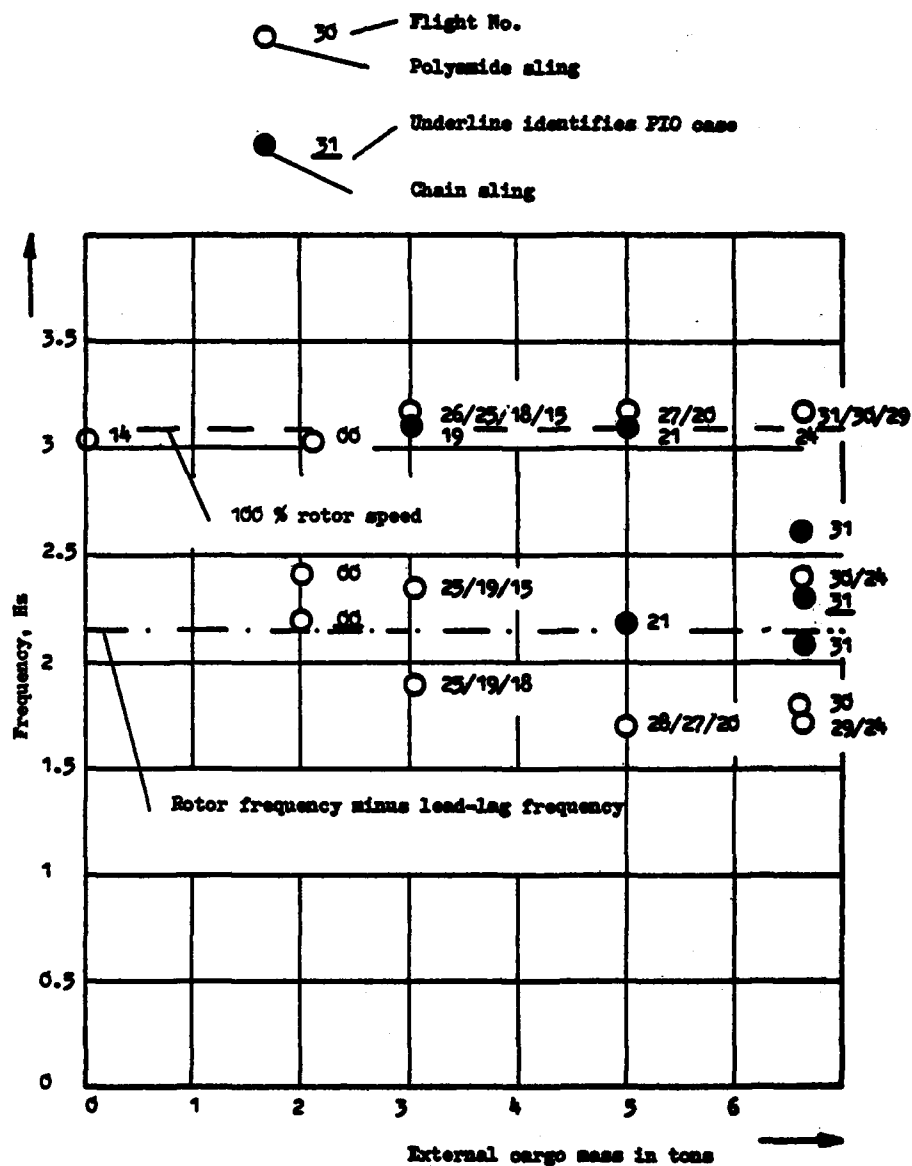 30 Flight No.
Polyamide sling
31 Underline identifies PIO case
Chain sling
3.5
26/25/18/15 27/20 31/30/29
14 00 19 21 24
3
100 % rotor speed
31
2.5
00 25/19/15 30/24
31
00 21
31
2
25/19/18 30
28/27/20 29/24
1.5
Rotor frequency minus lead-lag frequency
1
0.5
0
Frequency, Hz
0 1 2 3 4 5 6
External cargo mass in tons